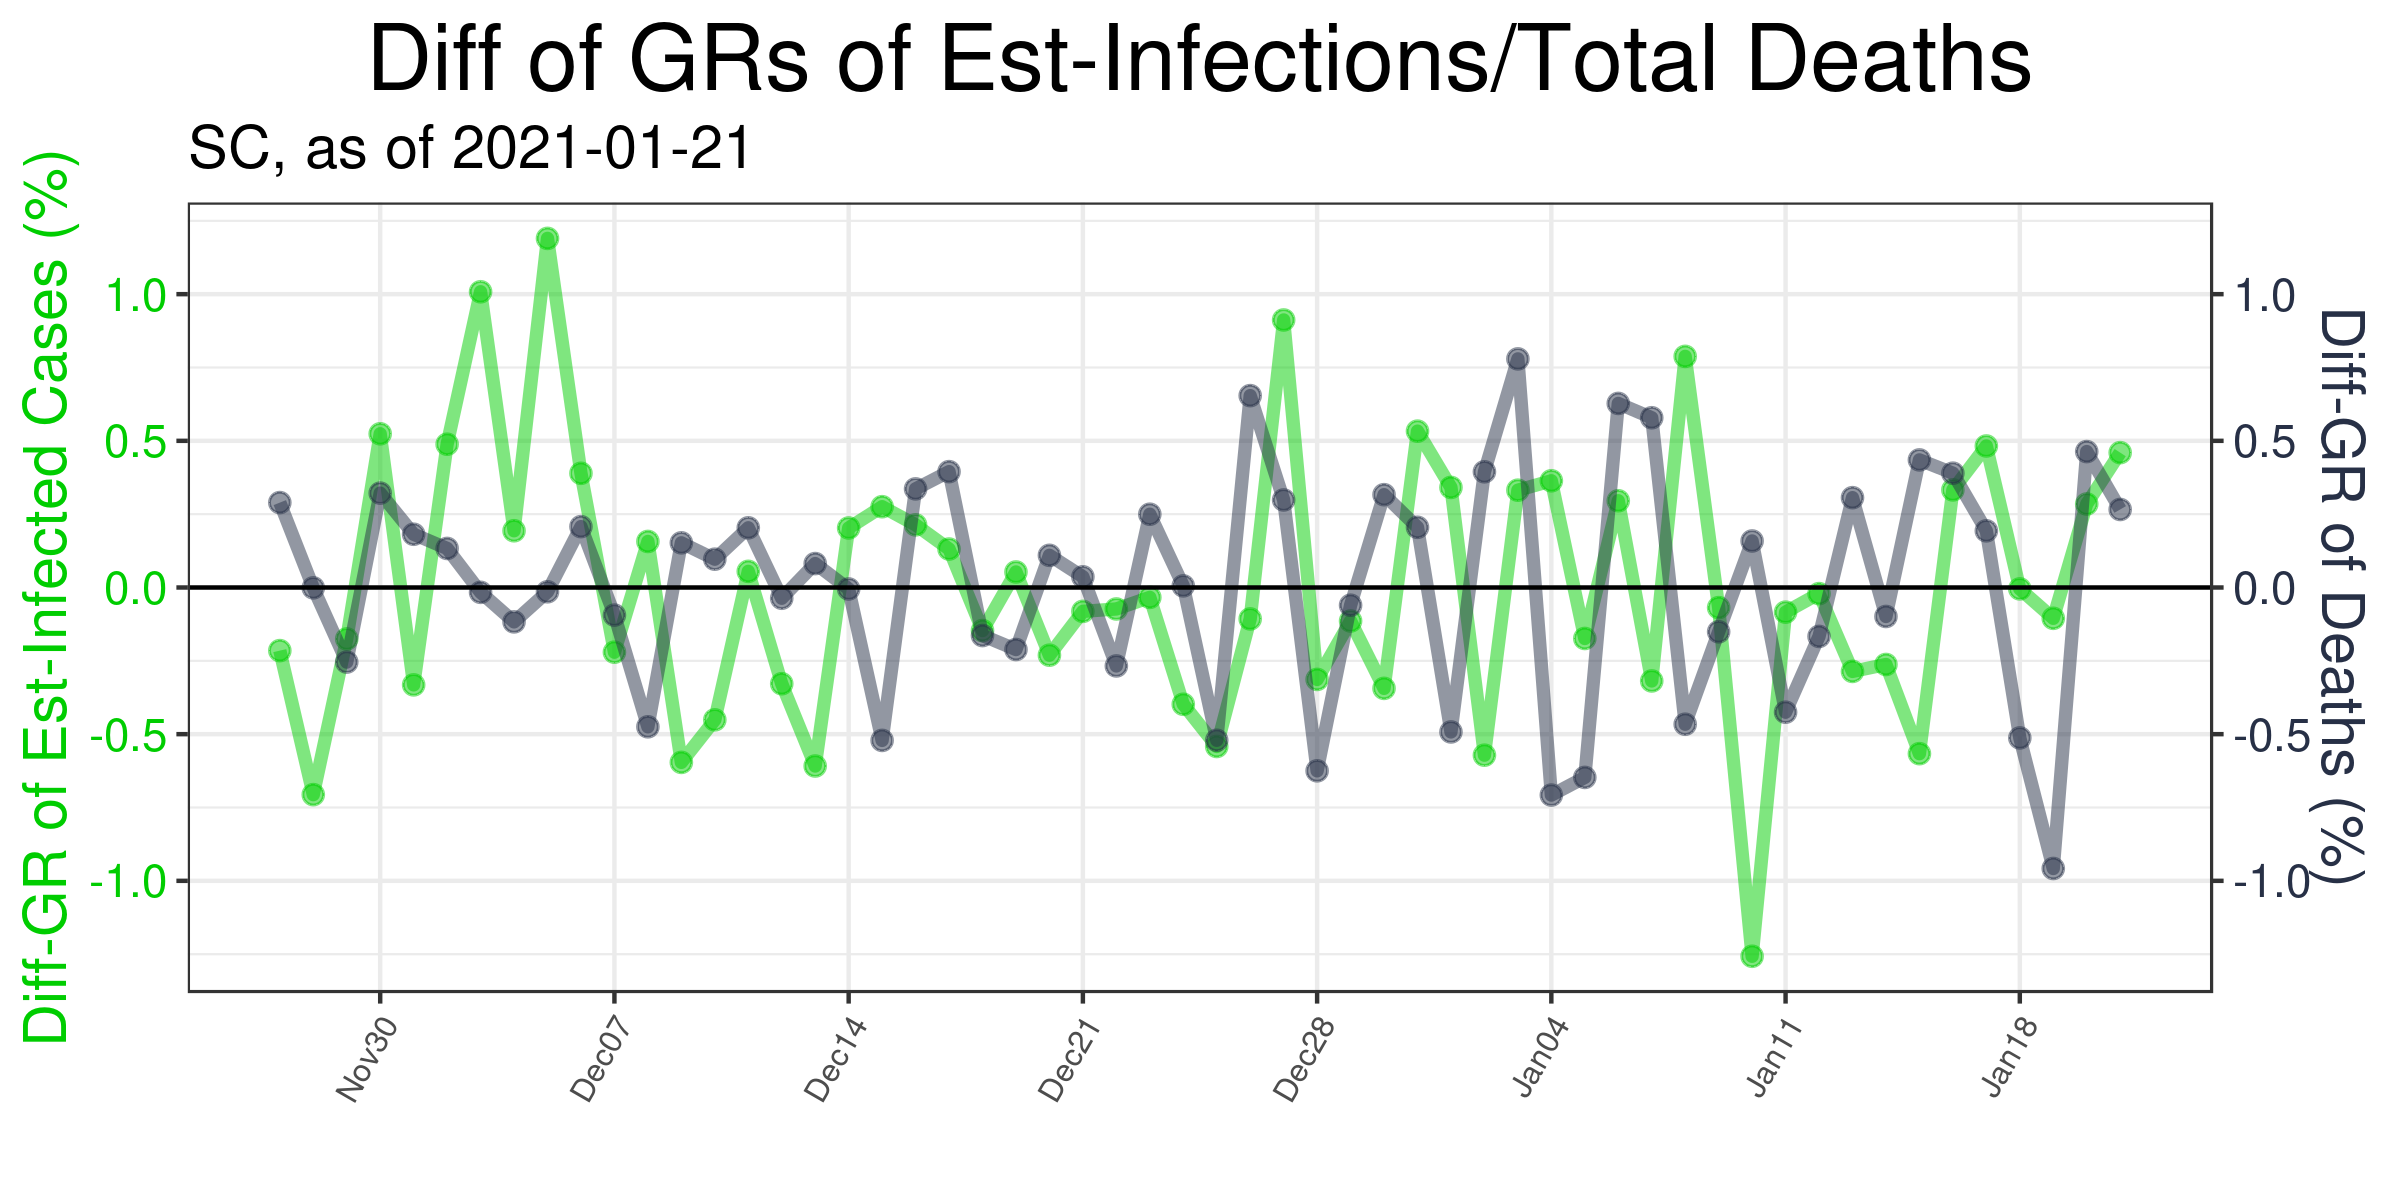 Diff of GRs of Est-Infections/Total Deaths
SC, as of 2021-01-21
Diff-GR of Est-Infected Cases (%)
1.0
0.5
0.0
-0.5
-1.0
1.0
0.5
0.0
-0.5
-1.0
Diff-GR of Deaths (%)
Nov30
Dec07
Dec14
Dec21
Dec28
Jan04
Jan11
Jan18